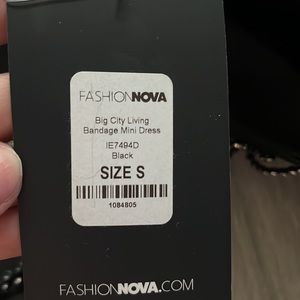 FASHIONNOVA
Big City Living
Bandage Mini Dress
IE7494D
Black
SIZE S
1084805
FASHIONNOVA.COM